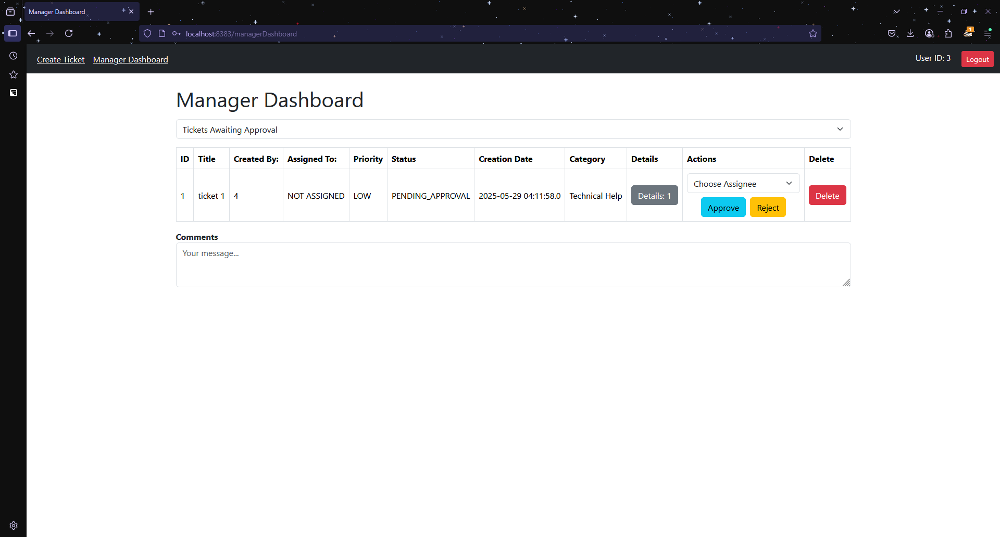 Manager Dashboard
localhost:8383/managerDashboard
1
Create Ticket Manager Dashboard User ID: 3 Logout
Manager Dashboard
Tickets Awaiting Approval
ID Title Created By: Assigned To: Priority Status Creation Date Category Details Actions Delete
Choose Assignee
1 ticket 1 4 NOT ASSIGNED LOW PENDING_APPROVAL 2025-05-29 04:11:58.0 Technical Help Details: 1 Delete
Approve Reject
Comments
Your message...